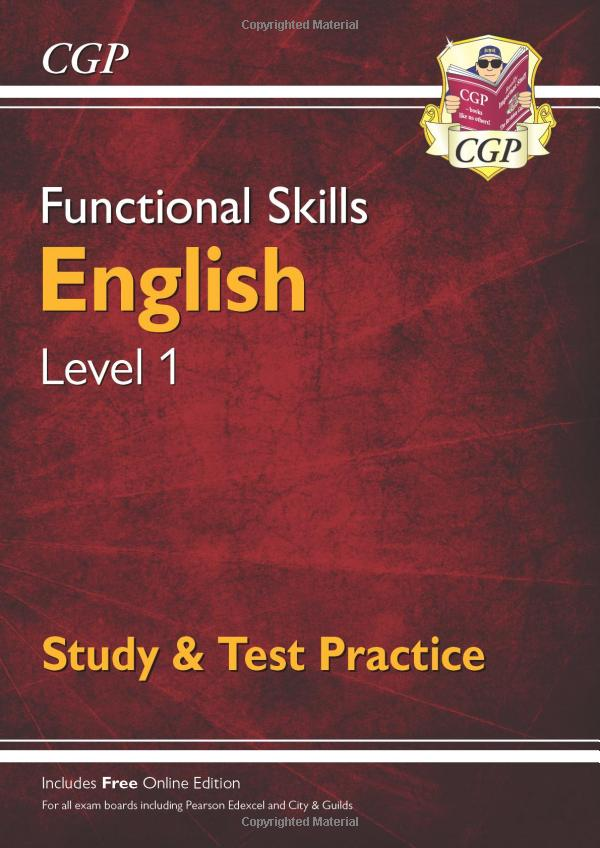 Copyrighted Material
CGP
CGP
- books
like no others!
CGP
Functional Skills
English
Level 1
Study & Test Practice
Includes Free Online Edition
For all exam boards including Pearson Edexcel and City & Guilds
Copyrighted Material